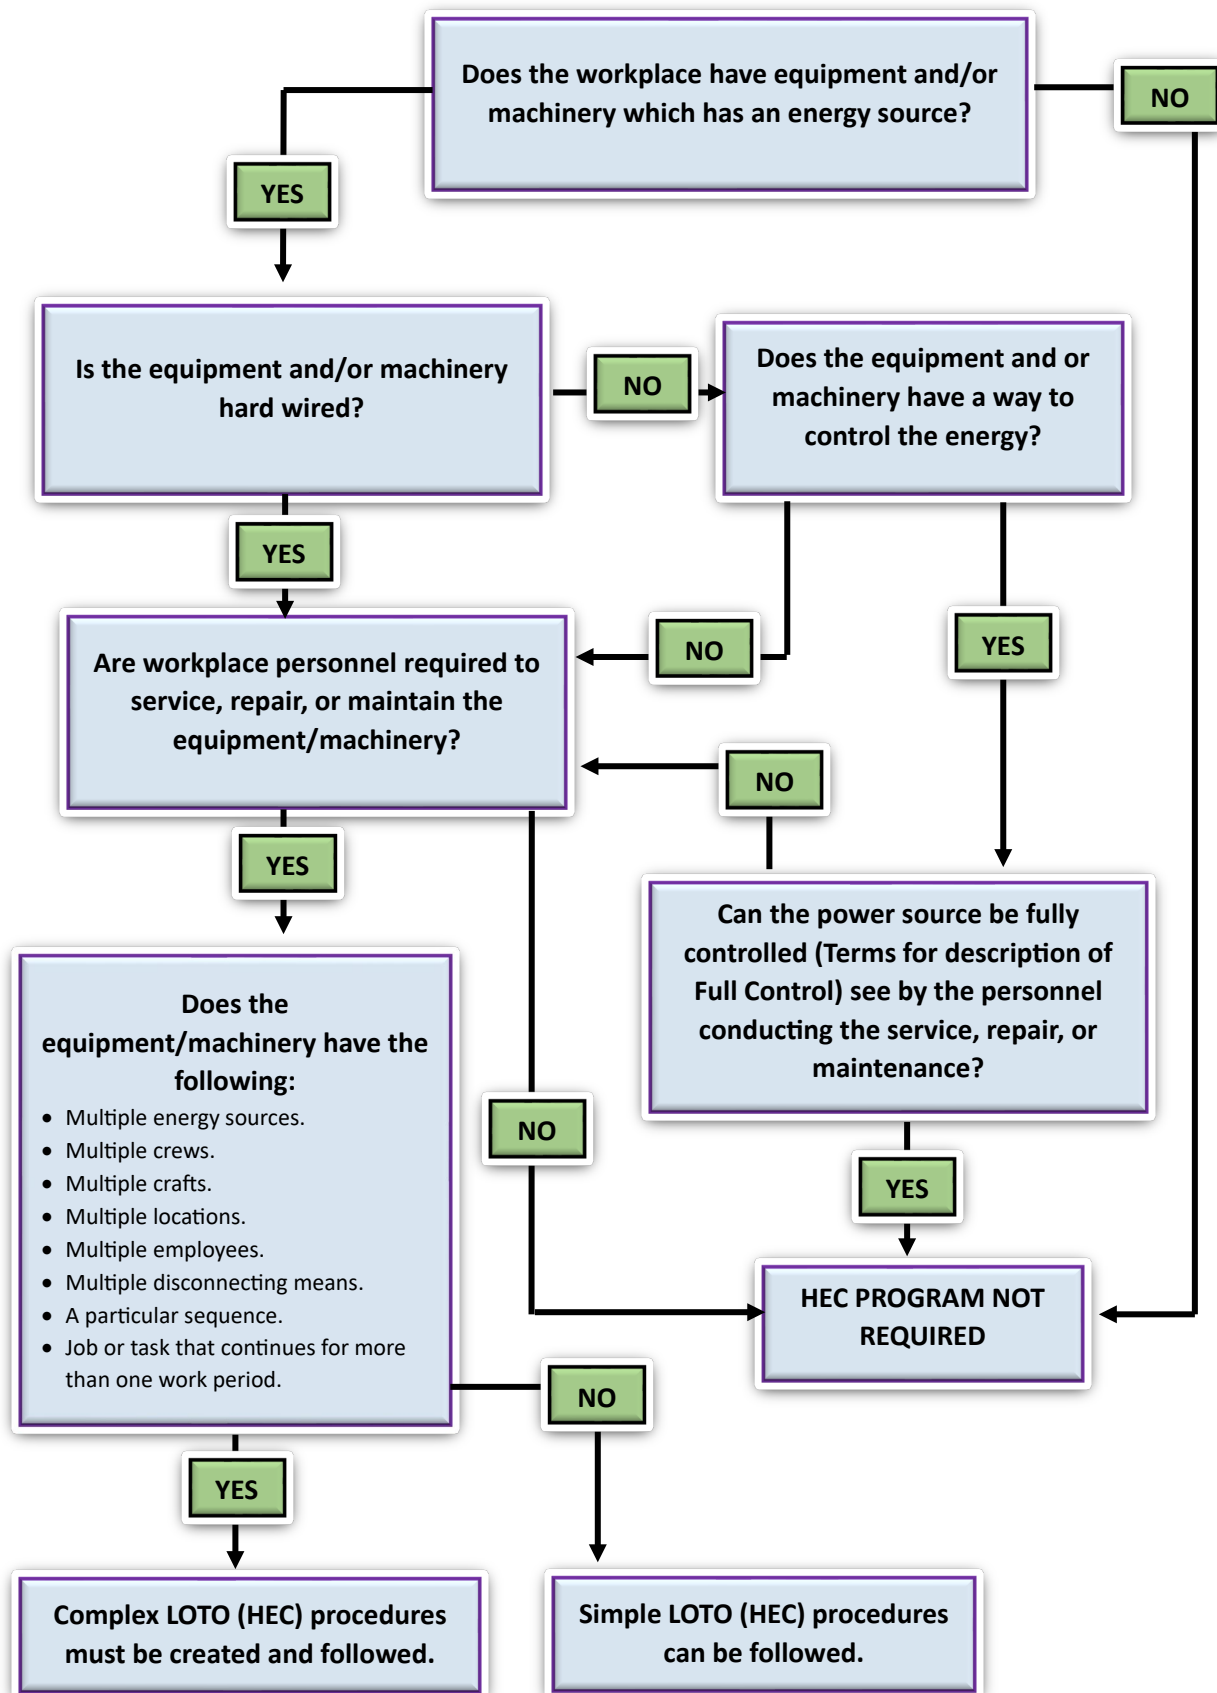 Does the workplace have equipment and/or
machinery which has an energy source?
NO
YES
Is the equipment and/or machinery
hard wired?
NO
Does the equipment and or
machinery have a way to
control the energy?
YES
NO
YES
Are workplace personnel required to
service, repair, or maintain the
equipment/machinery?
NO
YES
Can the power source be fully
controlled (Terms for description of
Full Control) see by the personnel
conducting the service, repair, or
maintenance?
Does the
equipment/machinery have the
following:
• Multiple energy sources.
• Multiple crews.
• Multiple crafts.
• Multiple locations.
• Multiple employees.
• Multiple disconnecting means.
• A particular sequence.
• Job or task that continues for more
than one work period.
NO
YES
HEC PROGRAM NOT
REQUIRED
NO
YES
Complex LOTO (HEC) procedures
must be created and followed.
Simple LOTO (HEC) procedures
can be followed.